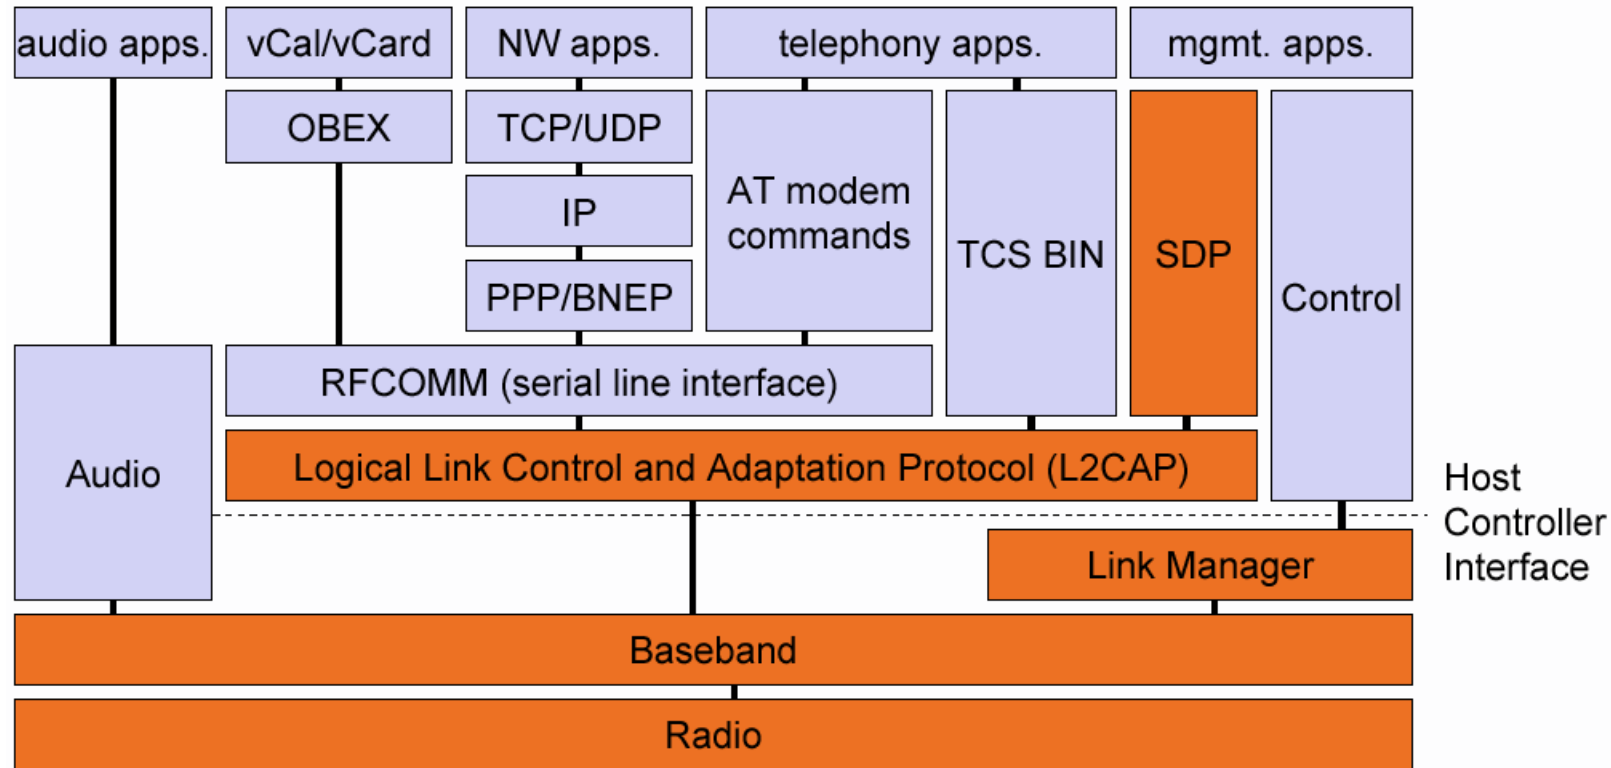 audio apps.
vCal/vCard
NW apps.
telephony apps.
mgmt. apps.
OBEX
TCP/UDP
AT modem
commands
TCS BIN
SDP
Control
IP
PPP/BNEP
RFCOMM (serial line interface)
Audio
Logical Link Control and Adaptation Protocol (L2CAP)
Host
Controller
Interface
Link Manager
Baseband
Radio